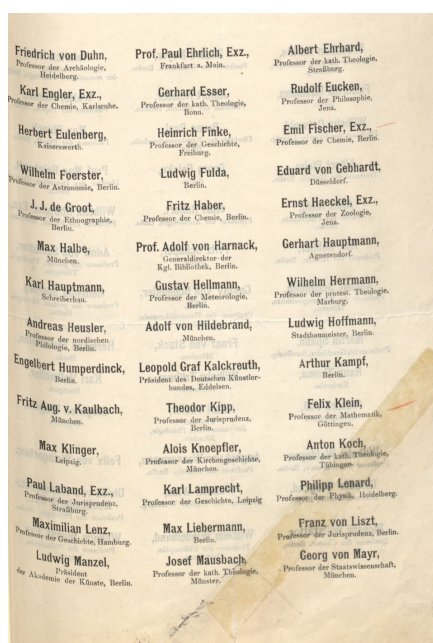 Friedrich von Duhn,
Professor der Archäologie,
Heidelberg.
Karl Engler, Exz.,
Professor der Chemie, Karlsruhe.
Herbert Eulenberg,
Kaiserswerth.
Wilhelm Foerster,
Professor der Astronomie, Berlin.
J. J. de Groot,
Professor der Ethnographie,
Berlin.
Max Halbe,
München.
Karl Hauptmann,
Schreiberhau.
Andreas Heusler,
Professor der nordischen
Philologie, Berlin.
Engelbert Humperdinck,
Berlin.
Fritz Aug. v. Kaulbach,
München.
Max Klinger,
Leipzig.
Paul Laband, Exz.,
Professor der Jurisprudenz,
Straßburg.
Maximilian Lenz,
Professor der Geschichte, Hamburg.
Ludwig Manzel,
Präsident
der Akademie der Künste, Berlin.
Prof. Paul Ehrlich, Exz.,
Frankfurt a. Main.
Gerhard Esser,
Professor der kath. Theologie,
Bonn.
Heinrich Finke,
Professor der Geschichte,
Freiburg.
Ludwig Fulda,
Berlin.
Fritz Haber,
Professor der Chemie, Berlin.
Prof. Adolf von Harnack,
Generaldirektor der
Kgl. Bibliothek, Berlin.
Gustav Hellmann,
Professor der Meteorologie,
Berlin.
Adolf von Hildebrand,
München.
Leopold Graf Kalckreuth,
Präsident des Deutschen Künstler-
bundes, Eddelsen.
Theodor Kipp,
Professor der Jurisprudenz,
Berlin.
Alois Knoepfler,
Professor der Kirchengeschichte,
München.
Karl Lamprecht,
Professor der Geschichte, Leipzig
Max Liebermann,
Berlin.
Josef Mausbach,
Professor der kath. Theologie,
Münster.
Albert Ehrhard,
Professor der kath. Theologie,
Straßburg.
Rudolf Eucken,
Professor der Philosophie,
Jena.
Emil Fischer, Exz.,
Professor der Chemie, Berlin.
Eduard von Gebhardt,
Düsseldorf.
Ernst Haeckel, Exz.,
Professor der Zoologie,
Jena.
Gerhart Hauptmann,
Agnetendorf.
Wilhelm Herrmann,
Professor der protest. Theologie,
Marburg.
Ludwig Hoffmann,
Stadtbaumeister, Berlin.
Arthur Kampf,
Berlin.
Felix Klein,
Professor der Mathematik,
Göttingen.
Anton Koch,
Professor der kath. Theologie,
Tübingen.
Philipp Lenard,
Professor der Physik, Heidelberg.
Franz von Liszt,
Professor der Jurisprudenz, Berlin.
Georg von Mayr,
Professor der Staatswissenschaft,
München.